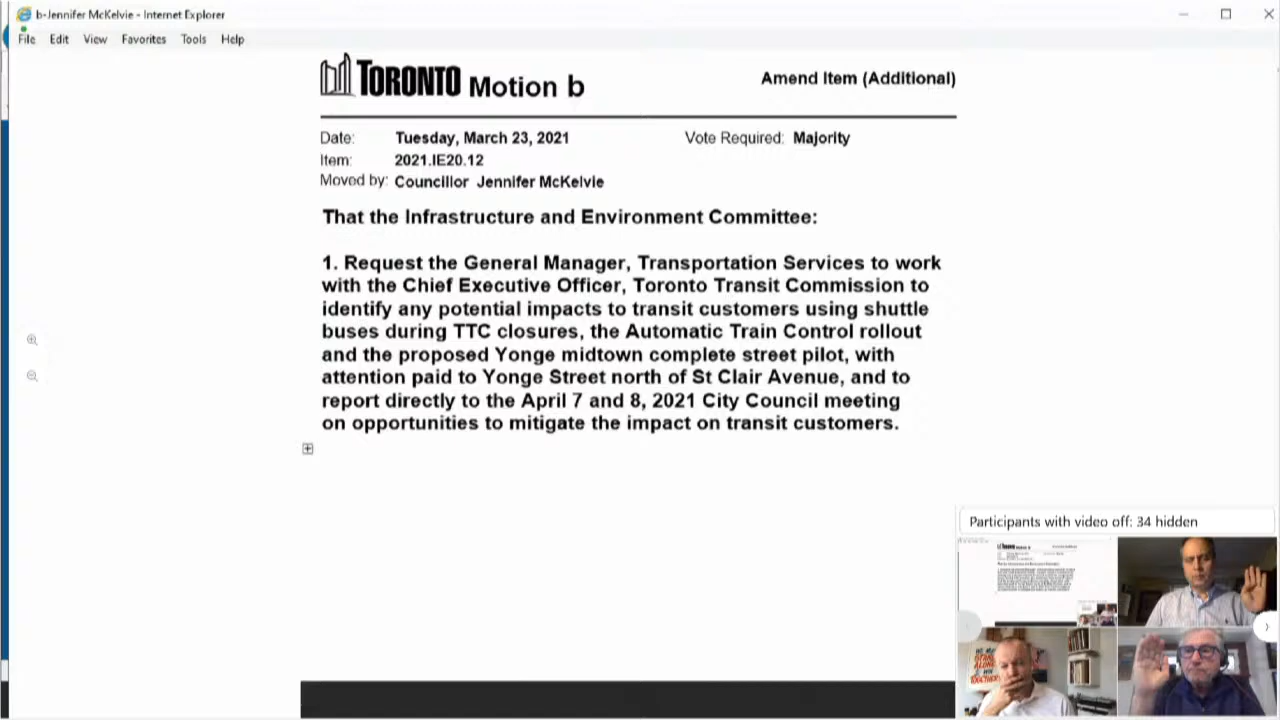 b-Jennifer McKelvie - Internet Explorer
File Edit View Favorites Tools Help
TORONTO Motion b
Amend Item (Additional)
Date: Tuesday, March 23, 2021
Vote Required: Majority
Item: 2021.IE20.12
Moved by: Councillor Jennifer McKelvie
That the Infrastructure and Environment Committee:
1. Request the General Manager, Transportation Services to work
with the Chief Executive Officer, Toronto Transit Commission to
identify any potential impacts to transit customers using shuttle
buses during TTC closures, the Automatic Train Control rollout
and the proposed Yonge midtown complete street pilot, with
attention paid to Yonge Street north of St Clair Avenue, and to
report directly to the April 7 and 8, 2021 City Council meeting
on opportunities to mitigate the impact on transit customers.
Participants with video off: 34 hidden